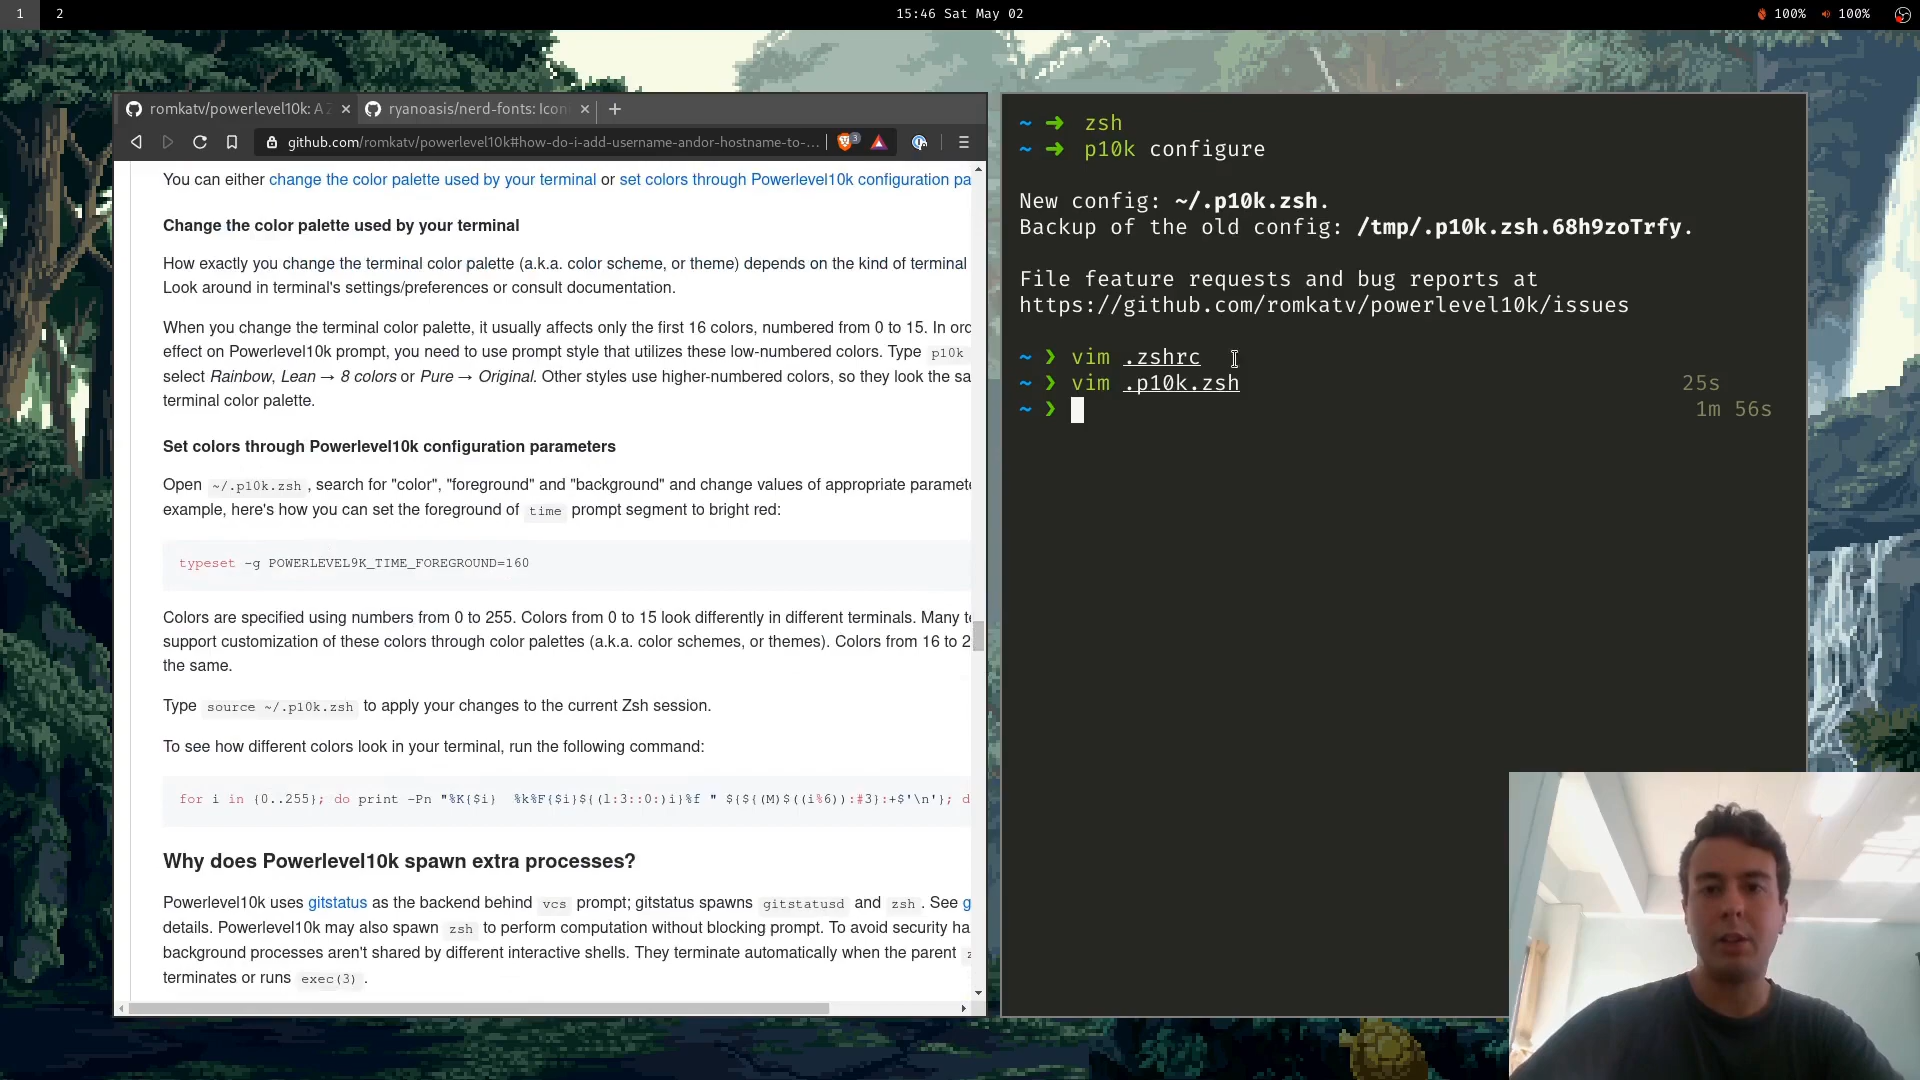 1 2 15:46 Sat May 02 100% 100%
romkatv/powerlevel10k: A Z ryanoasis/nerd-fonts: Icon
github.com/romkatv/powerlevel10k#how-do-i-add-username-andor-hostname-to-... 3
You can either change the color palette used by your terminal or set colors through Powerlevel10k configuration pa
Change the color palette used by your terminal
How exactly you change the terminal color palette (a.k.a. color scheme, or theme) depends on the kind of terminal
Look around in terminal's settings/preferences or consult documentation.
When you change the terminal color palette, it usually affects only the first 16 colors, numbered from 0 to 15. In ord
effect on Powerlevel10k prompt, you need to use prompt style that utilizes these low-numbered colors. Type p10k
select Rainbow, Lean → 8 colors or Pure → Original. Other styles use higher-numbered colors, so they look the sa
terminal color palette.
Set colors through Powerlevel10k configuration parameters
Open ~/.p10k.zsh , search for "color", "foreground" and "background" and change values of appropriate paramete
example, here's how you can set the foreground of time prompt segment to bright red:
typeset -g POWERLEVEL9K_TIME_FOREGROUND=160
Colors are specified using numbers from 0 to 255. Colors from 0 to 15 look differently in different terminals. Many te
support customization of these colors through color palettes (a.k.a. color schemes, or themes). Colors from 16 to 2
the same.
Type source ~/.p10k.zsh to apply your changes to the current Zsh session.
To see how different colors look in your terminal, run the following command:
for i in {0..255}; do print -Pn "%K{$i}  %k%F{$i}${(l:3::0:)i}%f " ${${(M)$((i%6)):#3}:+$'\n'}; d
Why does Powerlevel10k spawn extra processes?
Powerlevel10k uses gitstatus as the backend behind vcs prompt; gitstatus spawns gitstatusd and zsh . See g
details. Powerlevel10k may also spawn zsh to perform computation without blocking prompt. To avoid security ha
background processes aren't shared by different interactive shells. They terminate automatically when the parent z
terminates or runs exec(3) .
~ ➜ zsh
~ ➜ p10k configure
New config: ~/.p10k.zsh.
Backup of the old config: /tmp/.p10k.zsh.68h9zoTrfy.
File feature requests and bug reports at
https://github.com/romkatv/powerlevel10k/issues
~ ❯ vim .zshrc
~ ❯ vim .p10k.zsh 25s
~ ❯ 1m 56s